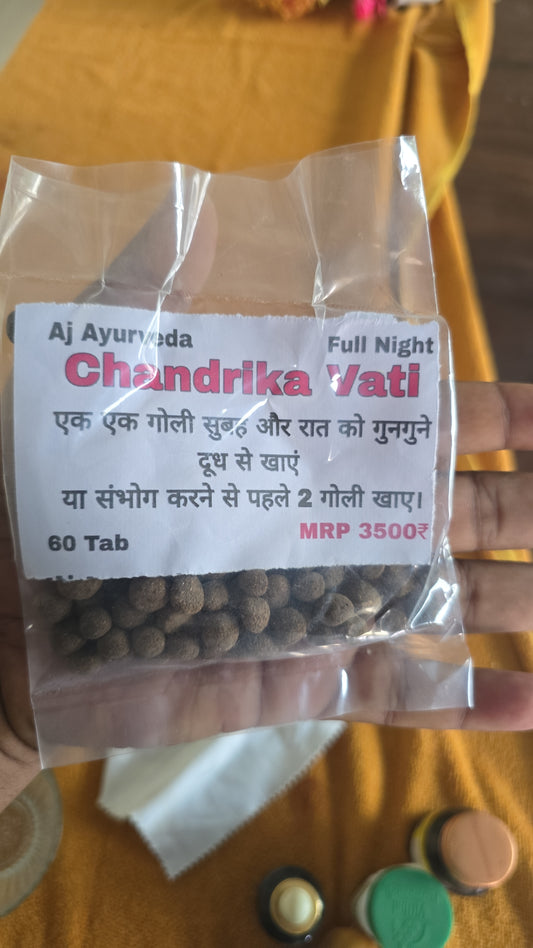 Aj Ayurveda Full Night
Chandrika Vati
एक एक गोली सुबह और रात को गुनगुने
दूध से खाएं
या संभोग करने से पहले 2 गोली खाए।
MRP 3500₹
60 Tab